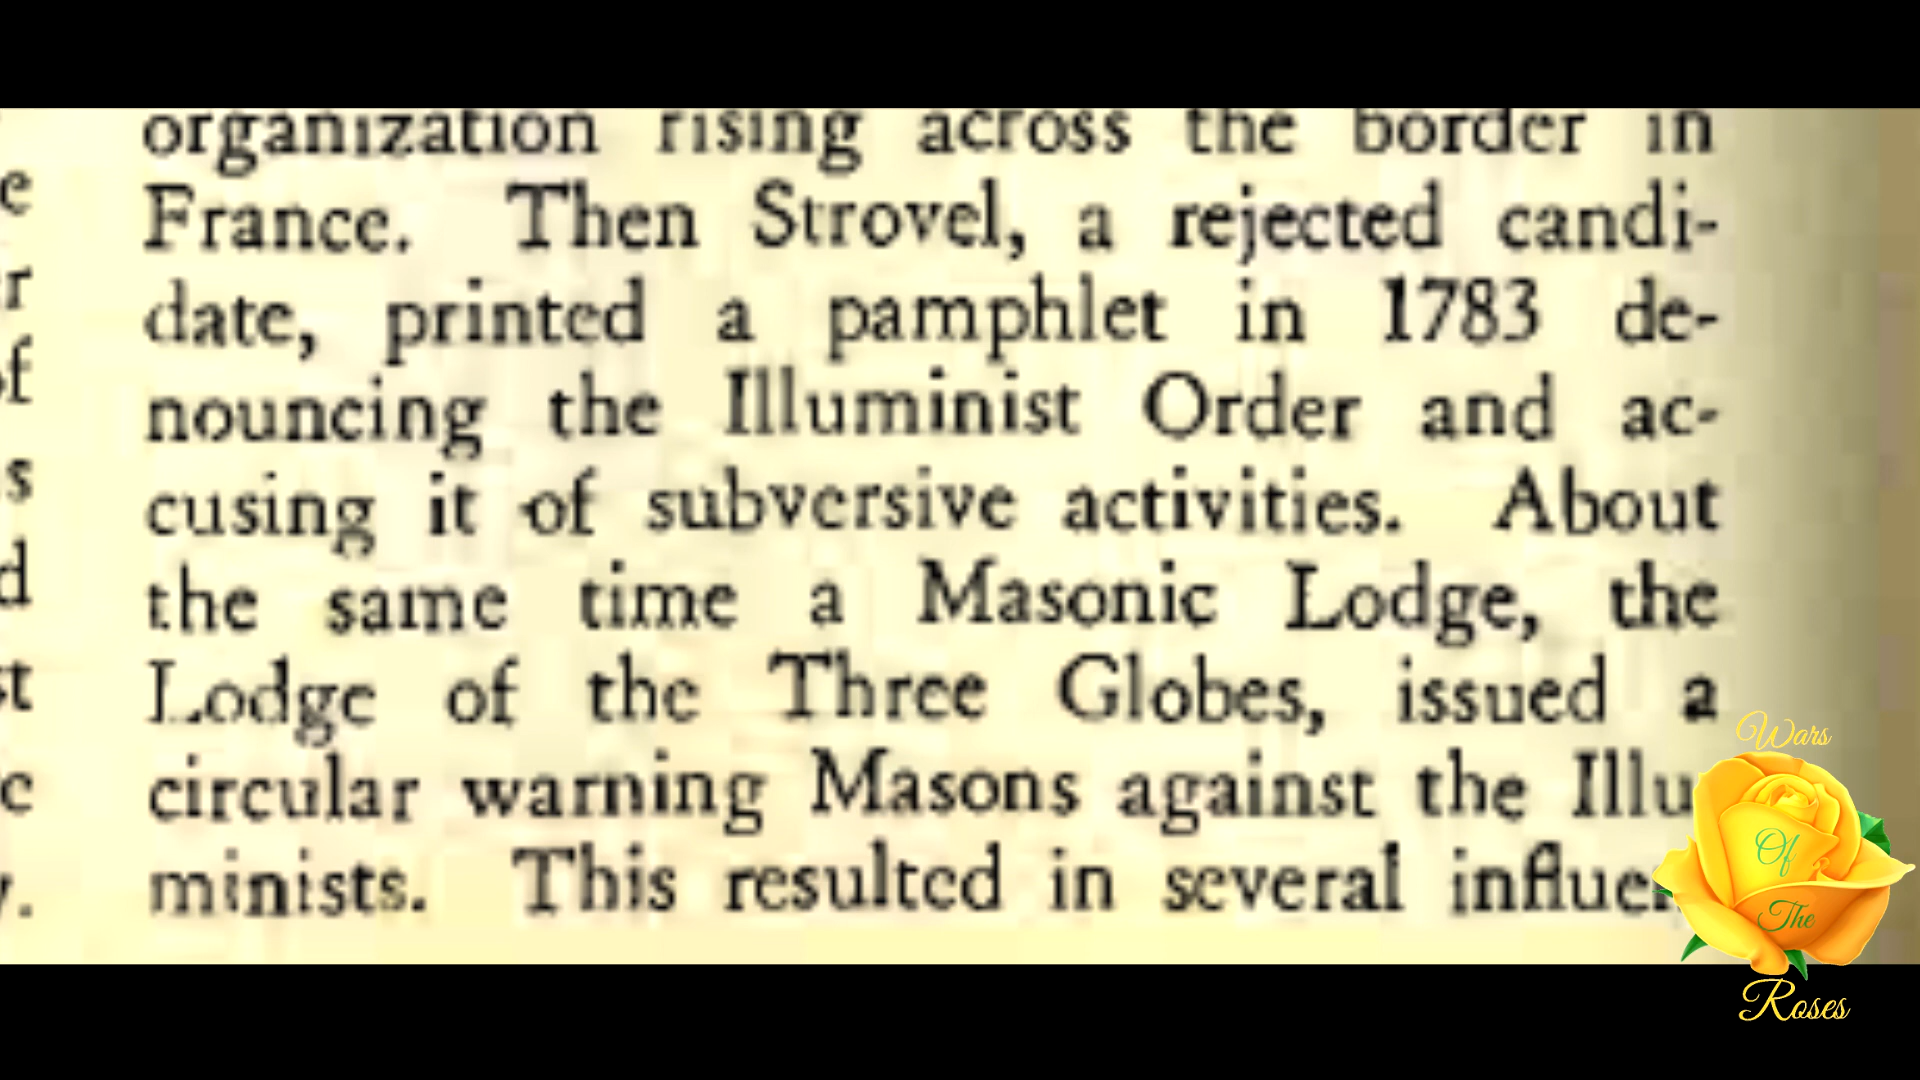 organization rising across the border in
France. Then Strovel, a rejected candi-
date, printed a pamphlet in 1783 de-
nouncing the Illuminist Order and ac-
cusing it of subversive activities. About
the same time a Masonic Lodge, the
Lodge of the Three Globes, issued a
circular warning Masons against the Illu
minists. This resulted in several influen
Wars
Of
The
Roses